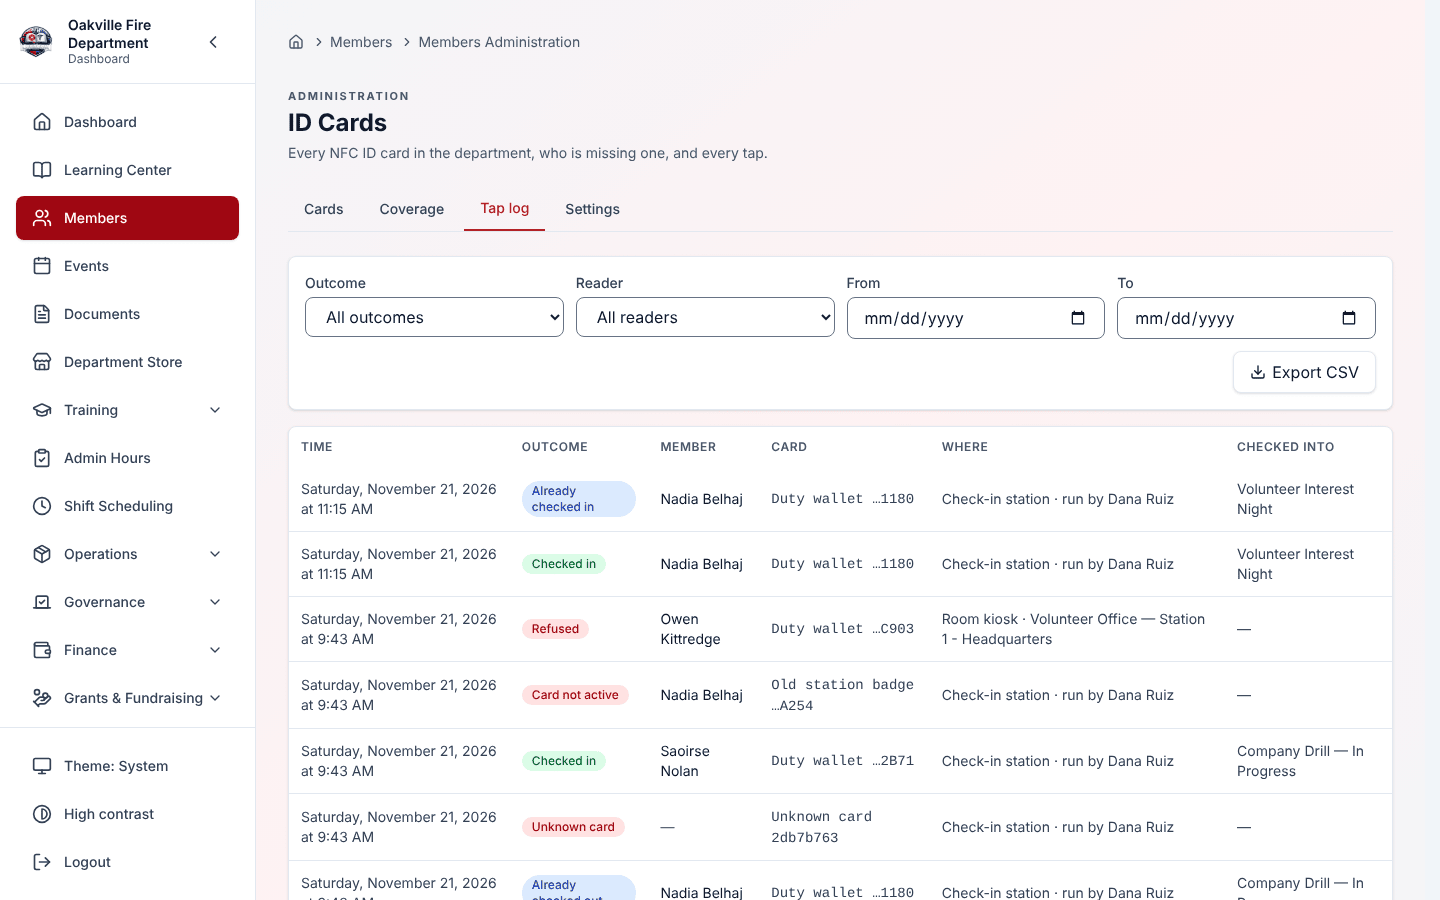 Oakville Fire
Department
Dashboard
Dashboard
Learning Center
Members
Events
Documents
Department Store
Training
Admin Hours
Shift Scheduling
Operations
Governance
Finance
Grants & Fundraising
Theme: System
High contrast
Logout
Members
Members Administration
ADMINISTRATION
ID Cards
Every NFC ID card in the department, who is missing one, and every tap.
Cards
Coverage
Tap log
Settings
Outcome
Reader
From
To
All outcomes
All readers
mm/dd/yyyy
mm/dd/yyyy
Export CSV
TIME
OUTCOME
MEMBER
CARD
WHERE
CHECKED INTO
Saturday, November 21, 2026
at 11:15 AM
Already
checked in
Nadia Belhaj
Duty wallet …1180
Check-in station · run by Dana Ruiz
Volunteer Interest
Night
Saturday, November 21, 2026
at 11:15 AM
Checked in
Nadia Belhaj
Duty wallet …1180
Check-in station · run by Dana Ruiz
Volunteer Interest
Night
Saturday, November 21, 2026
at 9:43 AM
Refused
Owen
Kittredge
Duty wallet …C903
Room kiosk · Volunteer Office — Station
1 - Headquarters
—
Saturday, November 21, 2026
at 9:43 AM
Card not active
Nadia Belhaj
Old station badge
…A254
Check-in station · run by Dana Ruiz
—
Saturday, November 21, 2026
at 9:43 AM
Checked in
Saoirse
Nolan
Duty wallet …2B71
Check-in station · run by Dana Ruiz
Company Drill — In
Progress
Saturday, November 21, 2026
at 9:43 AM
Unknown card
—
Unknown card
2db7b763
Check-in station · run by Dana Ruiz
—
Saturday, November 21, 2026
Already
Nadia Belhaj
Duty wallet …1180
Check-in station · run by Dana Ruiz
Company Drill — In